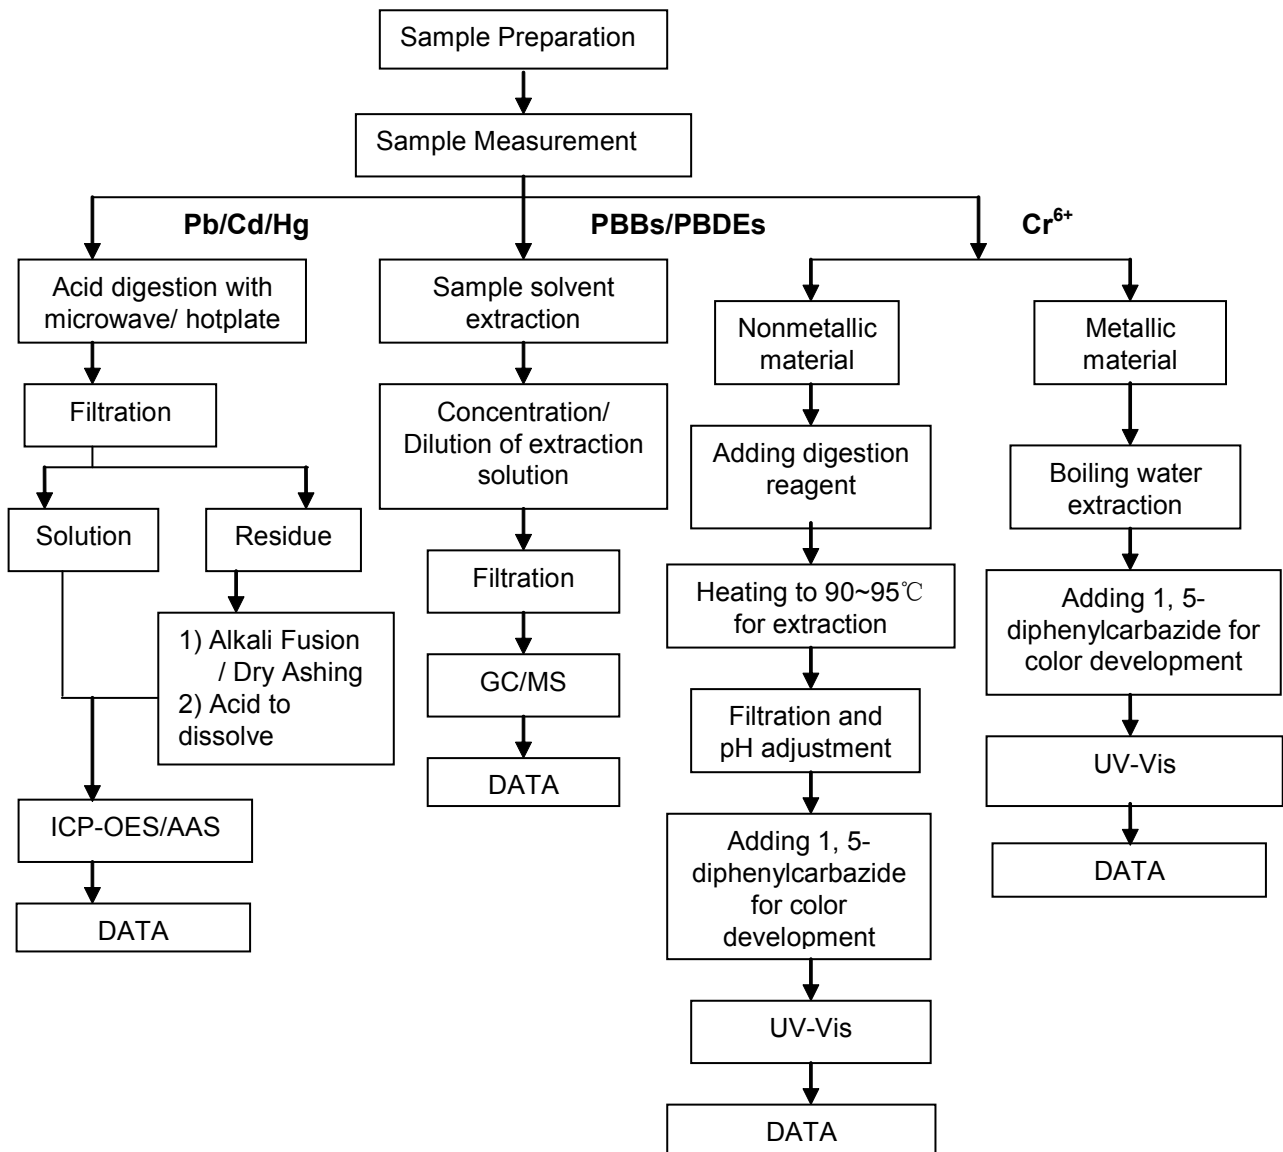 Sample Preparation
Sample Measurement
Pb/Cd/Hg
PBBs/PBDEs
Cr⁶⁺
Acid digestion with
microwave/ hotplate
Filtration
Solution
Residue
1) Alkali Fusion
/ Dry Ashing
2) Acid to
dissolve
ICP-OES/AAS
DATA
Sample solvent
extraction
Concentration/
Dilution of extraction
solution
Filtration
GC/MS
DATA
Nonmetallic
material
Adding digestion
reagent
Heating to 90~95℃
for extraction
Filtration and
pH adjustment
Adding 1, 5-
diphenylcarbazide
for color
development
UV-Vis
DATA
Metallic
material
Boiling water
extraction
Adding 1, 5-
diphenylcarbazide for
color development
UV-Vis
DATA